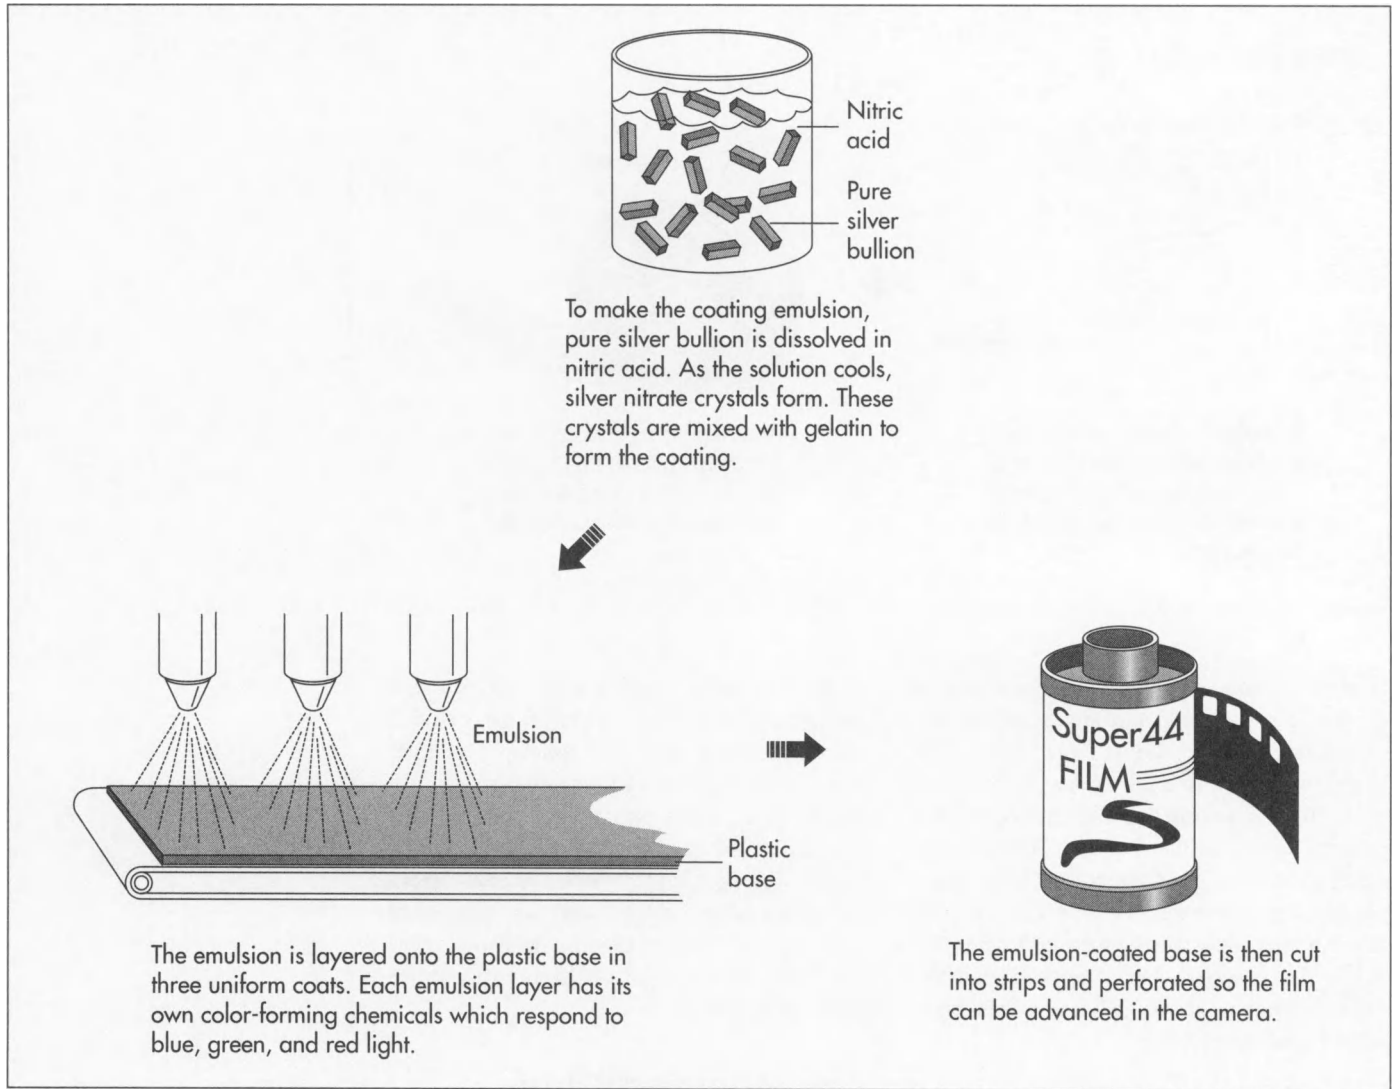 Nitric
acid
Pure
silver
bullion
To make the coating emulsion,
pure silver bullion is dissolved in
nitric acid. As the solution cools,
silver nitrate crystals form. These
crystals are mixed with gelatin to
form the coating.
Emulsion
Plastic
base
The emulsion is layered onto the plastic base in
three uniform coats. Each emulsion layer has its
own color-forming chemicals which respond to
blue, green, and red light.
Super44
FILM
The emulsion-coated base is then cut
into strips and perforated so the film
can be advanced in the camera.